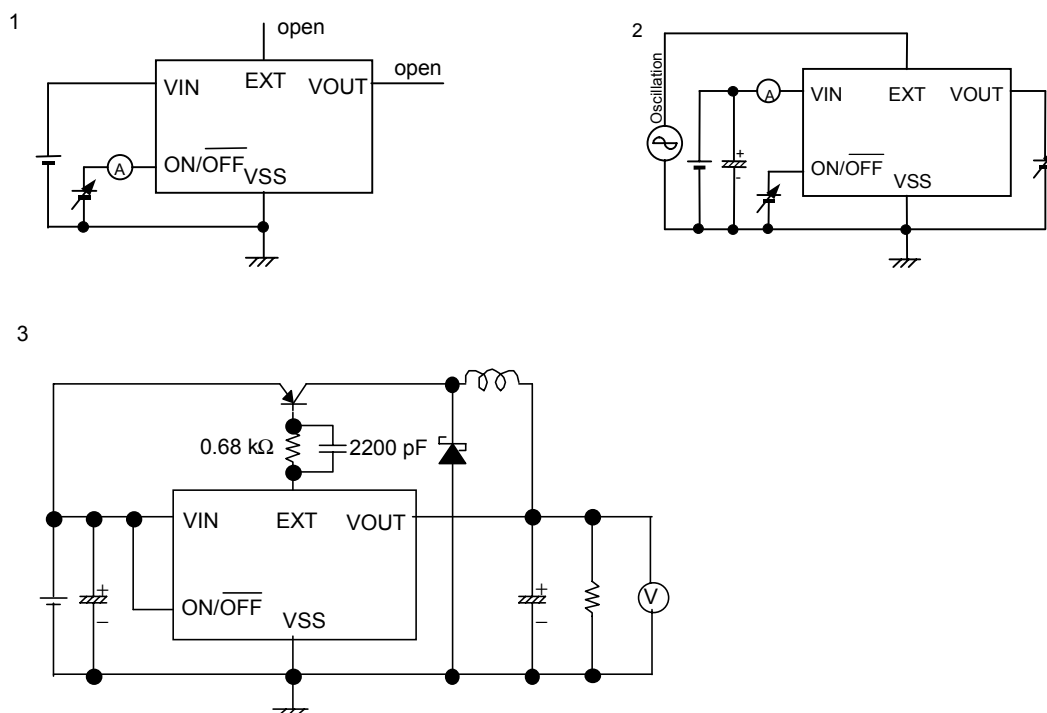 1
open
open
VIN
EXT
VOUT
A
ON/OFF
VSS
2
Oscillation
A
VIN
EXT
VOUT
+
-
ON/OFF
VSS
3
0.68 kΩ
2200 pF
VIN
EXT
VOUT
+
−
ON/OFF
VSS
+
−
V